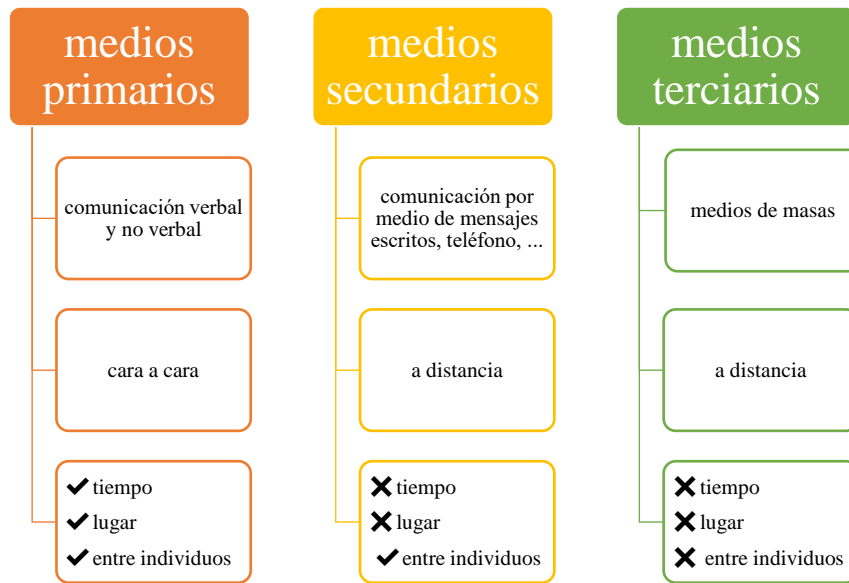 medios
primarios
comunicación verbal
y no verbal
cara a cara
✔ tiempo
✔ lugar
✔ entre individuos
medios
secundarios
comunicación por
medio de mensajes
escritos, teléfono, ...
a distancia
✖ tiempo
✖ lugar
✔ entre individuos
medios
terciarios
medios de masas
a distancia
✖ tiempo
✖ lugar
✖ entre individuos